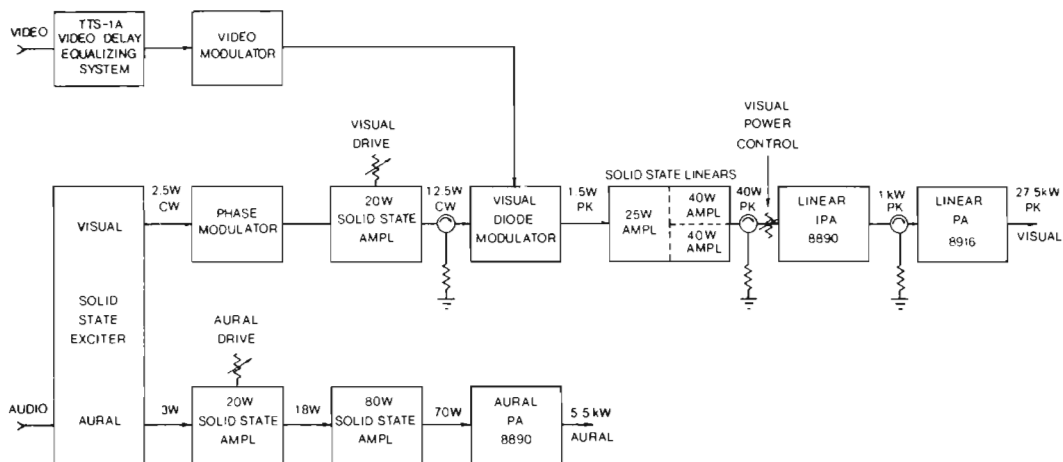 VIDEO
TTS-1A
VIDEO DELAY
EQUALIZING
SYSTEM
VIDEO
MODULATOR
VISUAL
DRIVE
VISUAL
POWER
CONTROL
2.5W
CW
PHASE
MODULATOR
20W
SOLID STATE
AMPL
12.5W
CW
VISUAL
DIODE
MODULATOR
1.5W
PK
SOLID STATE LINEARS
25W
AMPL
40W
AMPL
40W
AMPL
40W
PK
LINEAR
IPA
8890
1kW
PK
LINEAR
PA
8916
27.5kW
PK
VISUAL
VISUAL
SOLID
STATE
EXCITER
AURAL
AURAL
DRIVE
AUDIO
3W
20W
SOLID STATE
AMPL
18W
80W
SOLID STATE
AMPL
70W
AURAL
PA
8890
5.5kW
AURAL